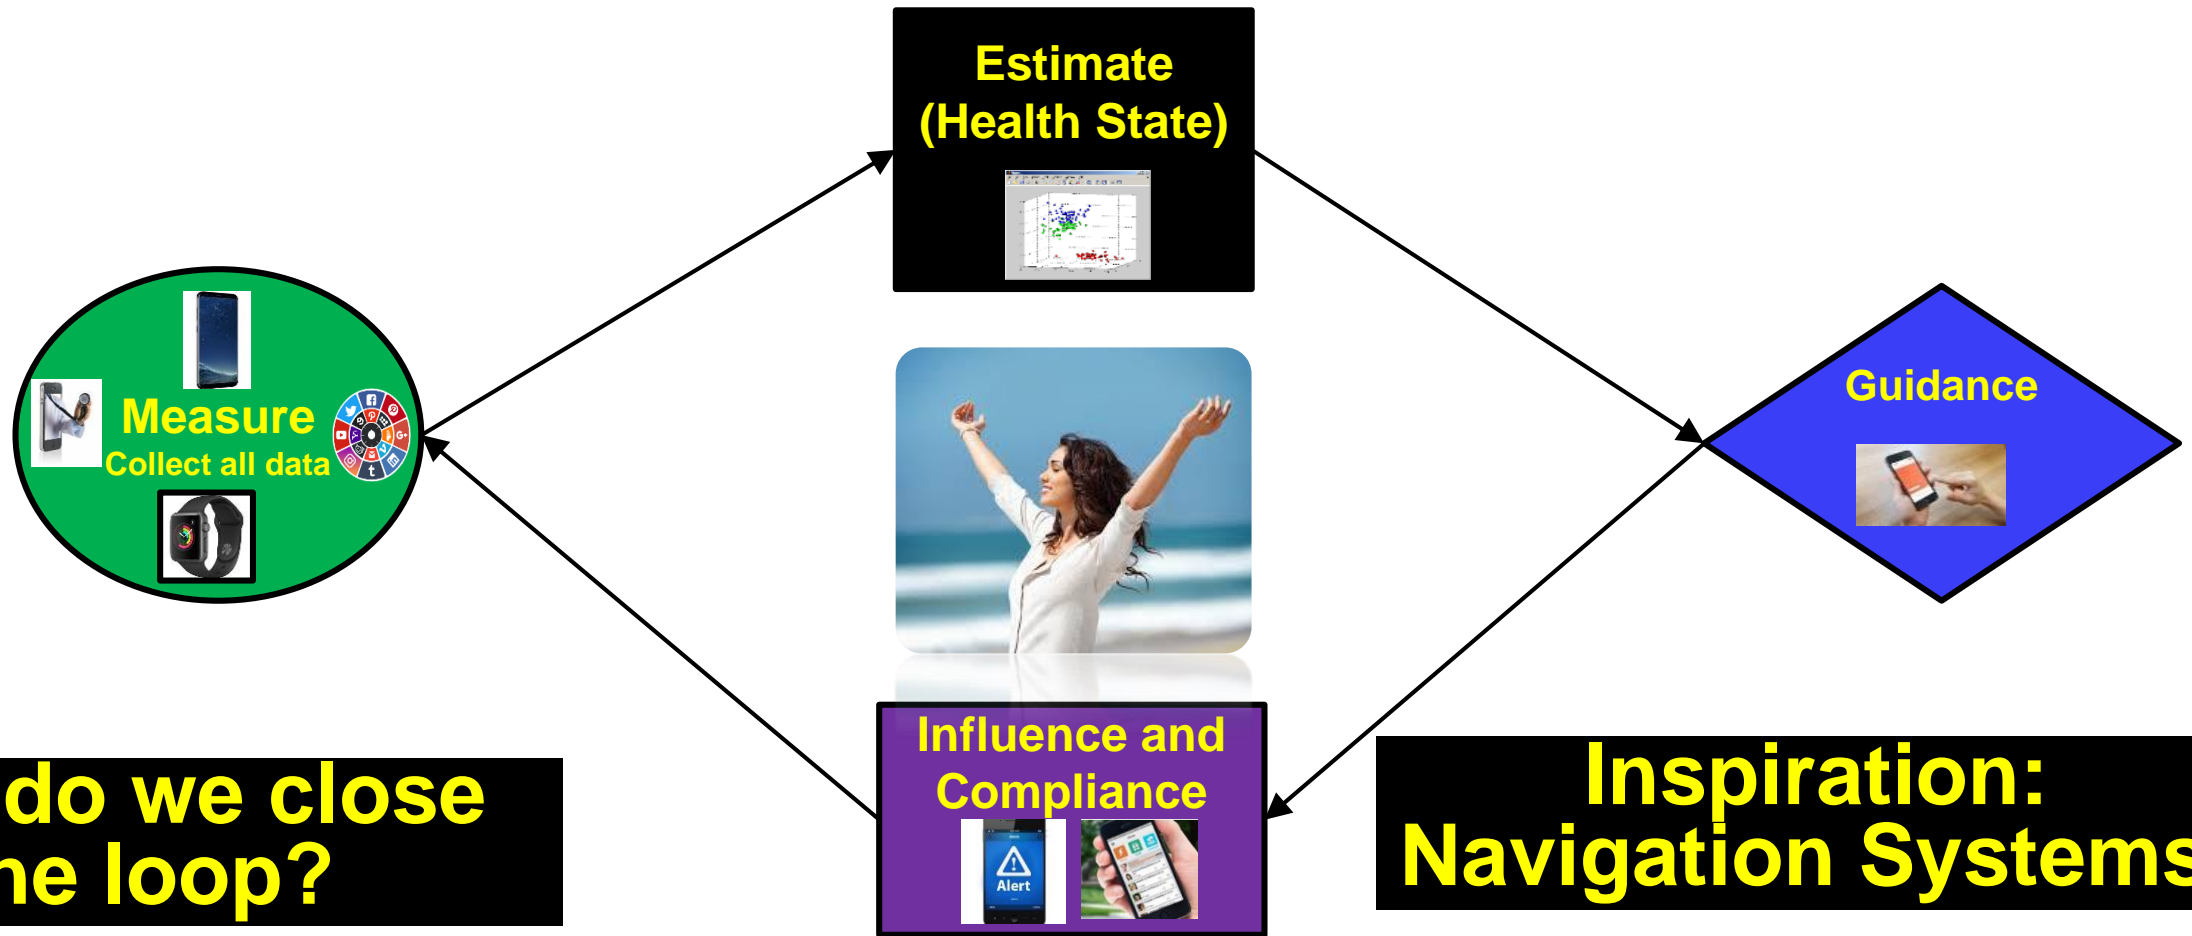 Estimate
(Health State)
Measure
Collect all data
Guidance
Influence and
Compliance
Alert
do we close
loop?
Inspiration:
Navigation Systems